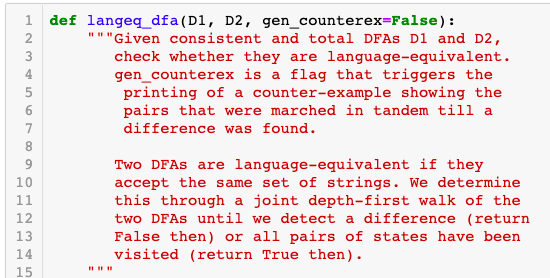 1 def langeq_dfa(D1, D2, gen_counterex=False):
2 """Given consistent and total DFAs D1 and D2,
3 check whether they are language-equivalent.
4 gen_counterex is a flag that triggers the
5 printing of a counter-example showing the
6 pairs that were marched in tandem till a
7 difference was found.
8
9 Two DFAs are language-equivalent if they
10 accept the same set of strings. We determine
11 this through a joint depth-first walk of the
12 two DFAs until we detect a difference (return
13 False then) or all pairs of states have been
14 visited (return True then).
15 """